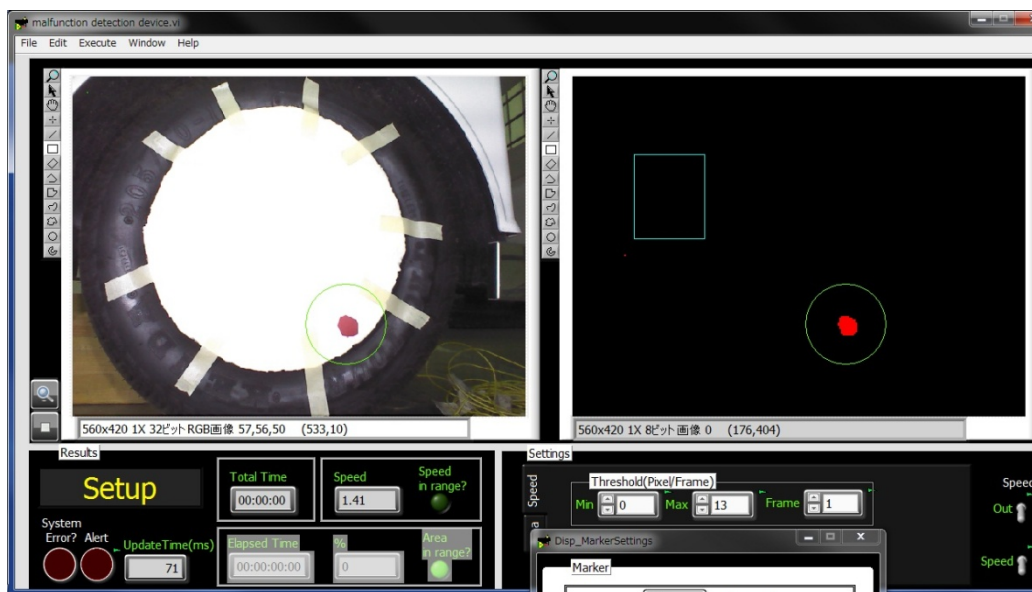 malfunction detection device.vi
File Edit Execute Window Help
560x420 1X 32ビットRGB画像 57,56,50 (533,10)
560x420 1X 8ビット画像 0 (176,404)
Results
Setup
System
Error? Alert
UpdateTime(ms)
71
Total Time
00:00:00
Speed
1.41
Speed
in range?
Elapsed Time
00:00:00:00
%
0
Area
in range?
Settings
Speed
a
Threshold(Pixel/Frame)
Min 0 Max 13 Frame 1
Speed
Out
Speed
Disp_MarkerSettings
Marker